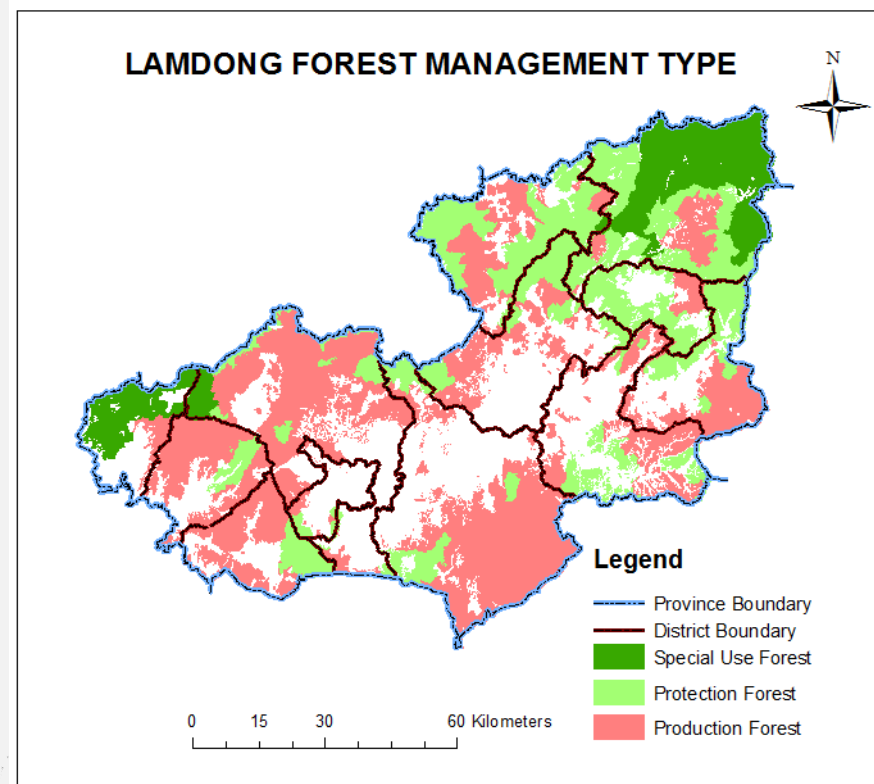 LAMDONG FOREST MANAGEMENT TYPE
N
Legend
Province Boundary
District Boundary
Special Use Forest
Protection Forest
Production Forest
0 15 30 60 Kilometers